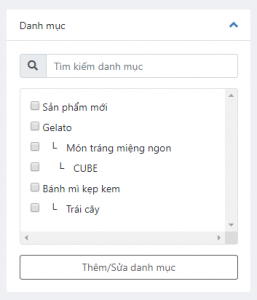 Danh mục
Tìm kiếm danh mục
Sản phẩm mới
Gelato
└ Món tráng miệng ngon
└ CUBE
Bánh mì kẹp kem
└ Trái cây
Thêm/Sửa danh mục